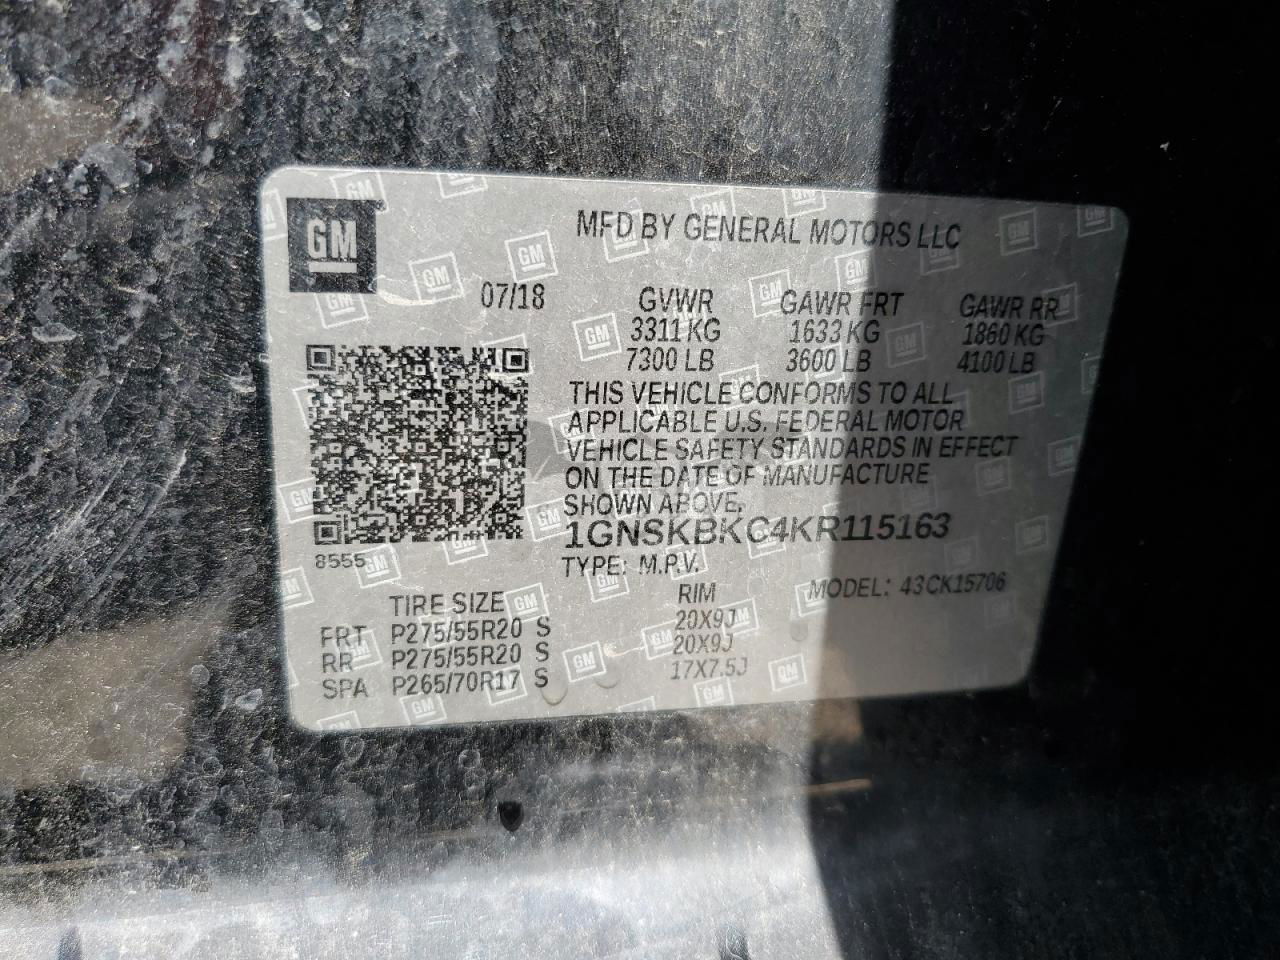 GM
MFD BY GENERAL MOTORS LLC
07/18 GVWR GAWR FRT GAWR RR
3311 KG 1633 KG 1860 KG
7300 LB 3600 LB 4100 LB
THIS VEHICLE CONFORMS TO ALL
APPLICABLE U.S. FEDERAL MOTOR
VEHICLE SAFETY STANDARDS IN EFFECT
ON THE DATE OF MANUFACTURE
SHOWN ABOVE.
1GNSKBKC4KR115163
8555
TYPE: M.P.V.
MODEL: 43CK15706
TIRE SIZE RIM
FRT P275/55R20 S 20X9J
RR P275/55R20 S 20X9J
SPA P265/70R17 S 17X7.5J